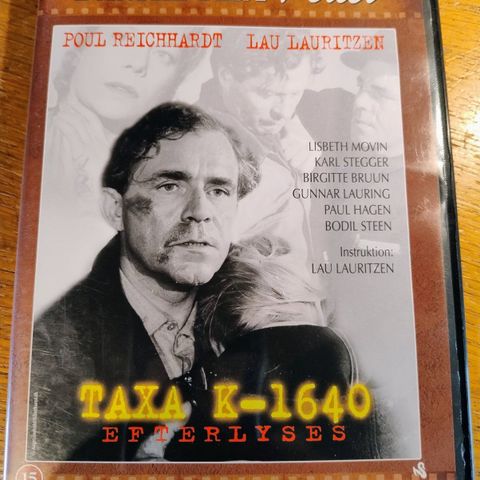 POUL REICHHARDT LAU LAURITZEN
LISBETH MOVIN
KARL STEGGER
BIRGITTE BRUUN
GUNNAR LAURING
PAUL HAGEN
BODIL STEEN
Instruktion:
LAU LAURITZEN
TAXA K-1640
EFTERLYSES
15